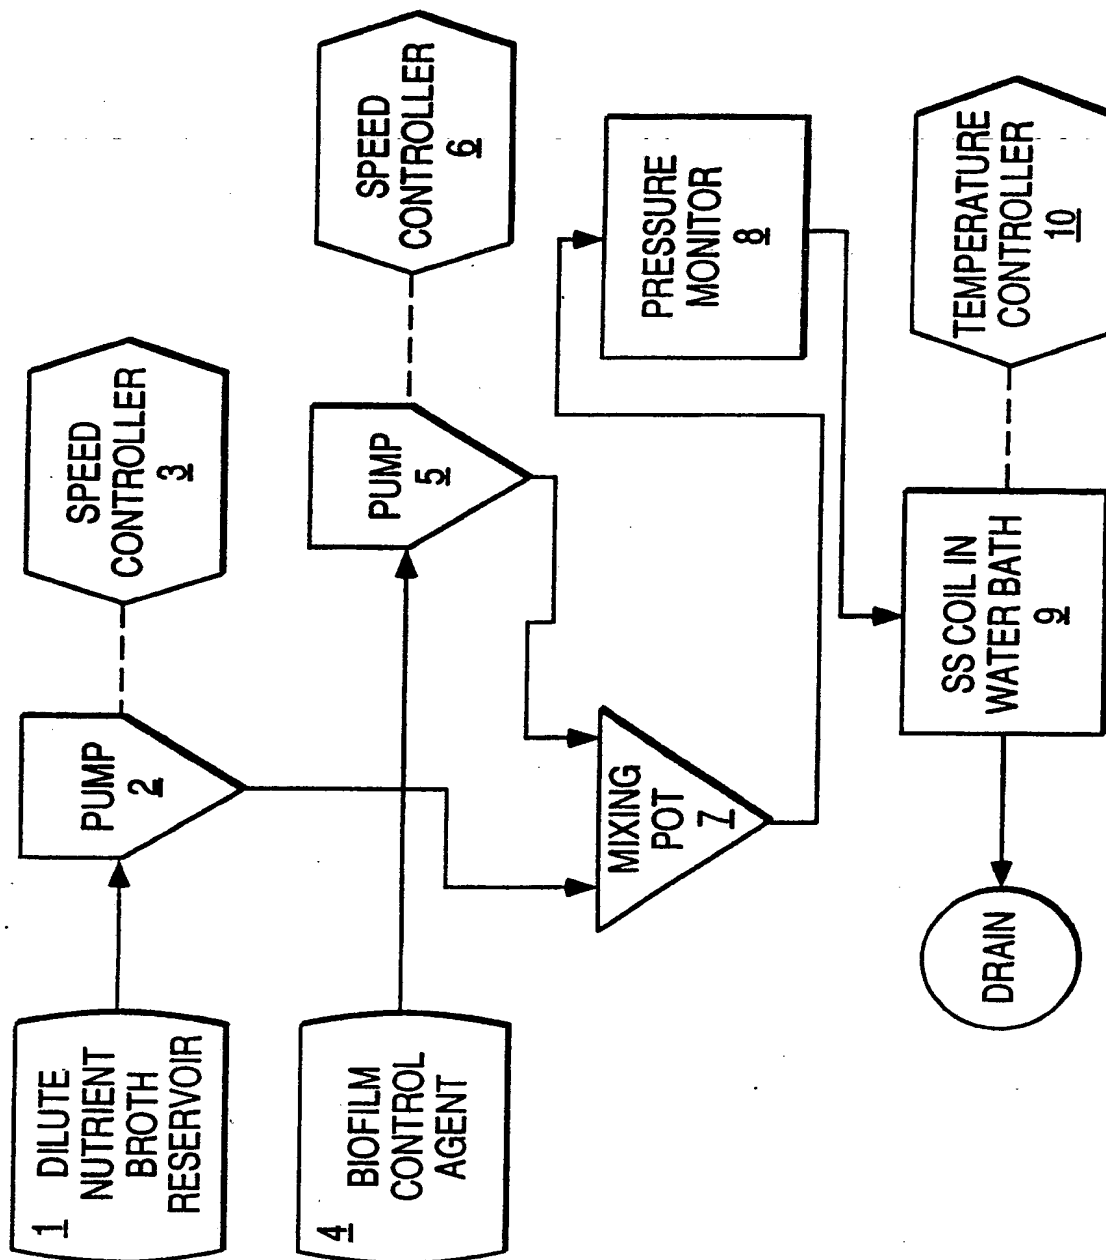 1 DILUTE
NUTRIENT
BROTH
RESERVOIR
PUMP
2
SPEED
CONTROLLER
3
4 BIOFILM
CONTROL
AGENT
PUMP
5
SPEED
CONTROLLER
6
MIXING
POT
7
PRESSURE
MONITOR
8
SS COIL IN
WATER BATH
9
TEMPERATURE
CONTROLLER
10
DRAIN